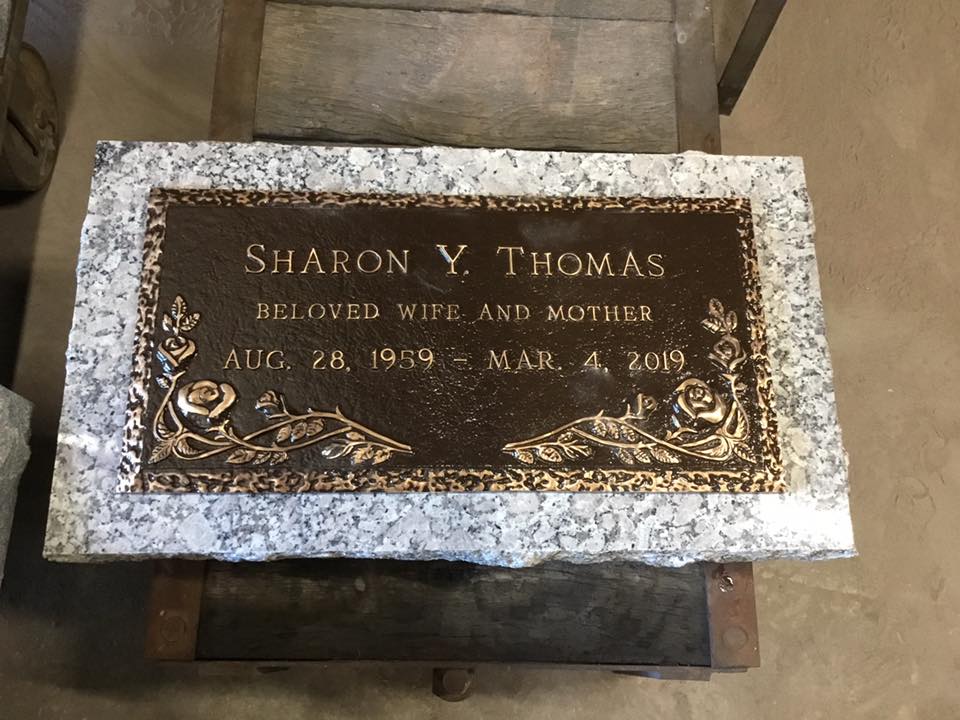 Sharon Y. Thomas
BELOVED WIFE AND MOTHER
AUG. 28, 1959 – MAR. 4, 2019